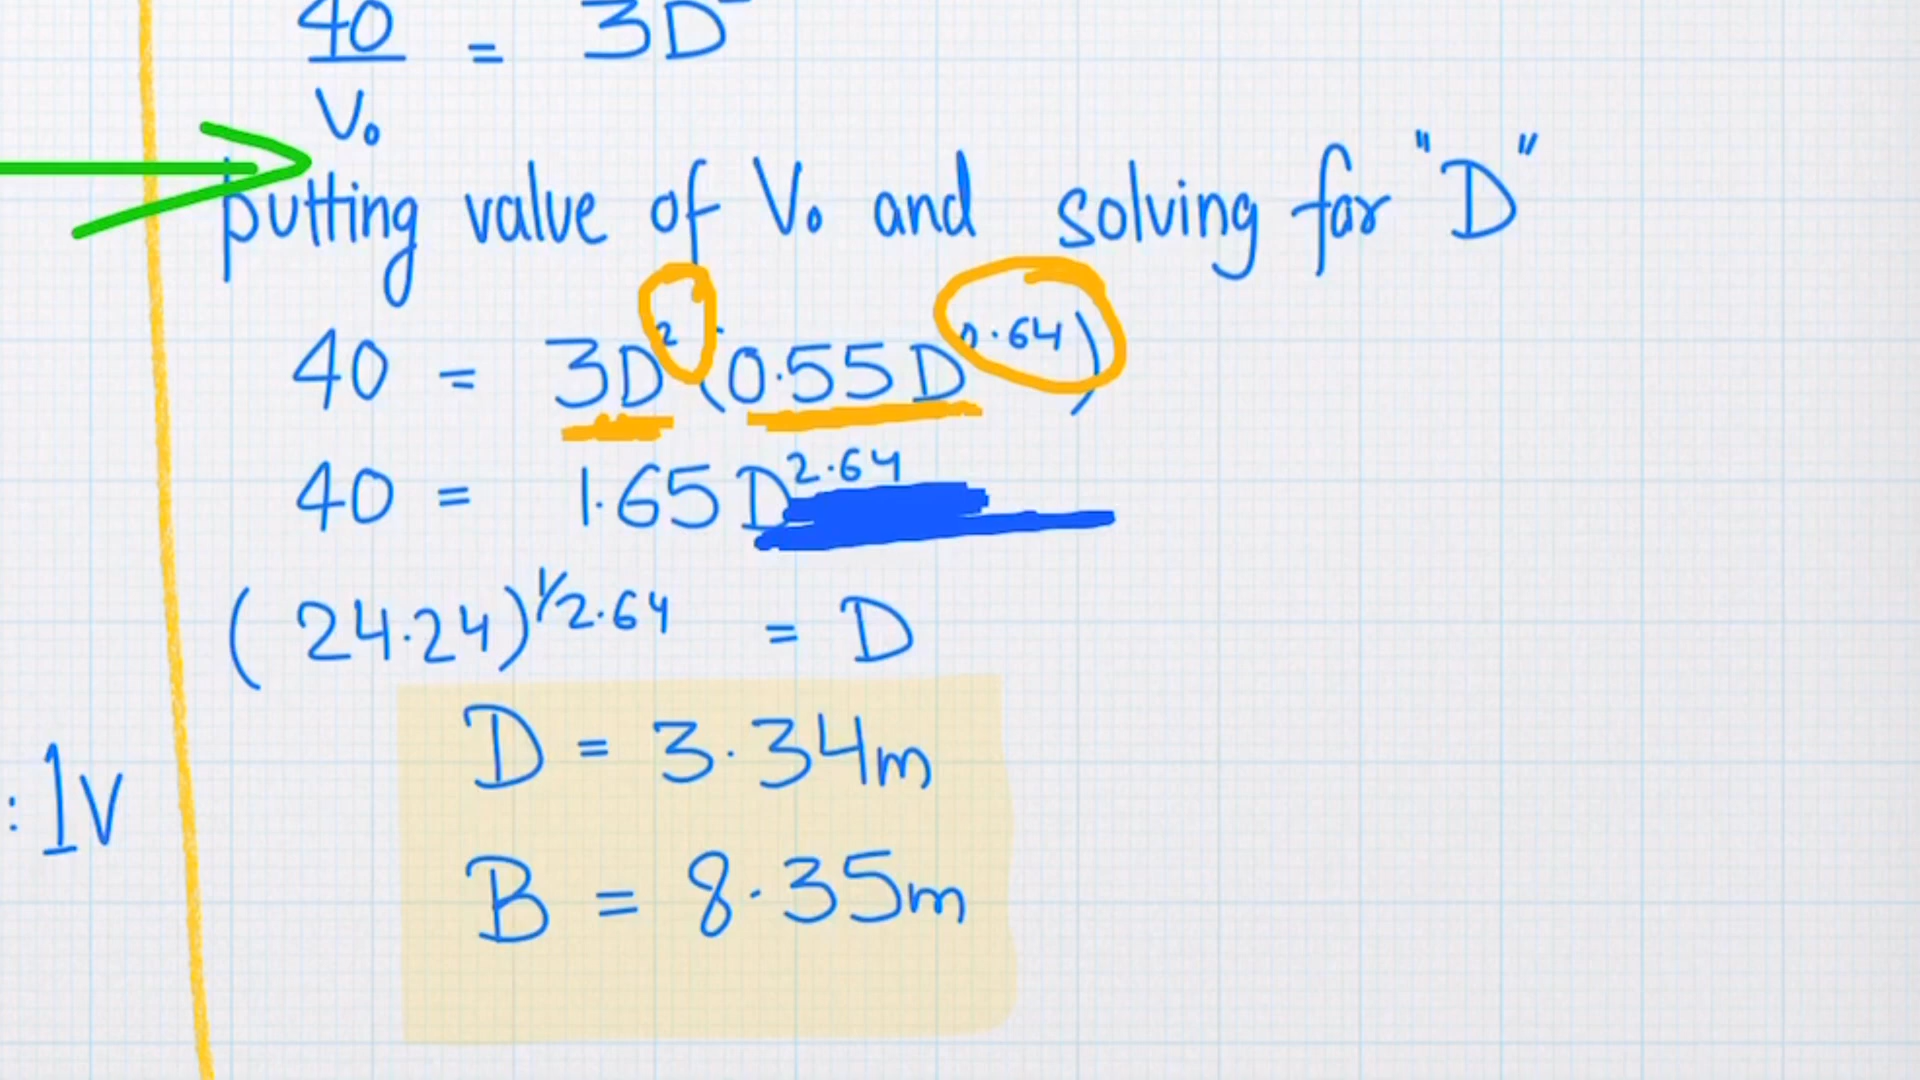 40/V₀ = 3D²
putting value of V₀ and solving for "D"
40 = 3D²(0.55D^0.64)
40 = 1.65D^2.64
(24.24)^1/2.64 = D
D = 3.34m
: 1V
B = 8.35m